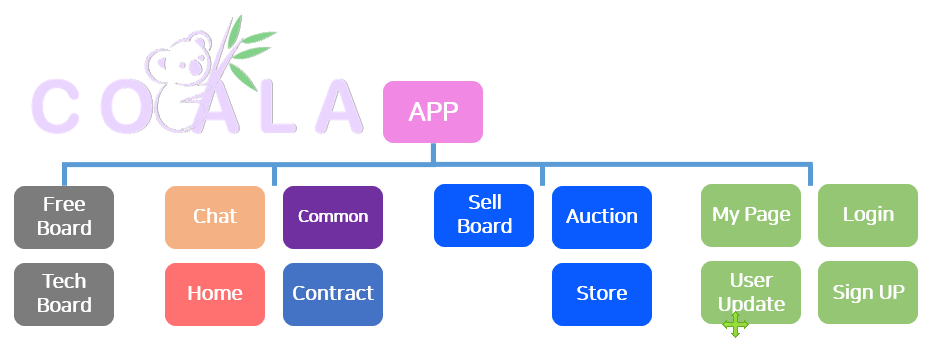 COALA
APP
Free
Board
Chat
Common
Sell
Board
Auction
My Page
Login
Tech
Board
Home
Contract
Store
User
Update
Sign UP